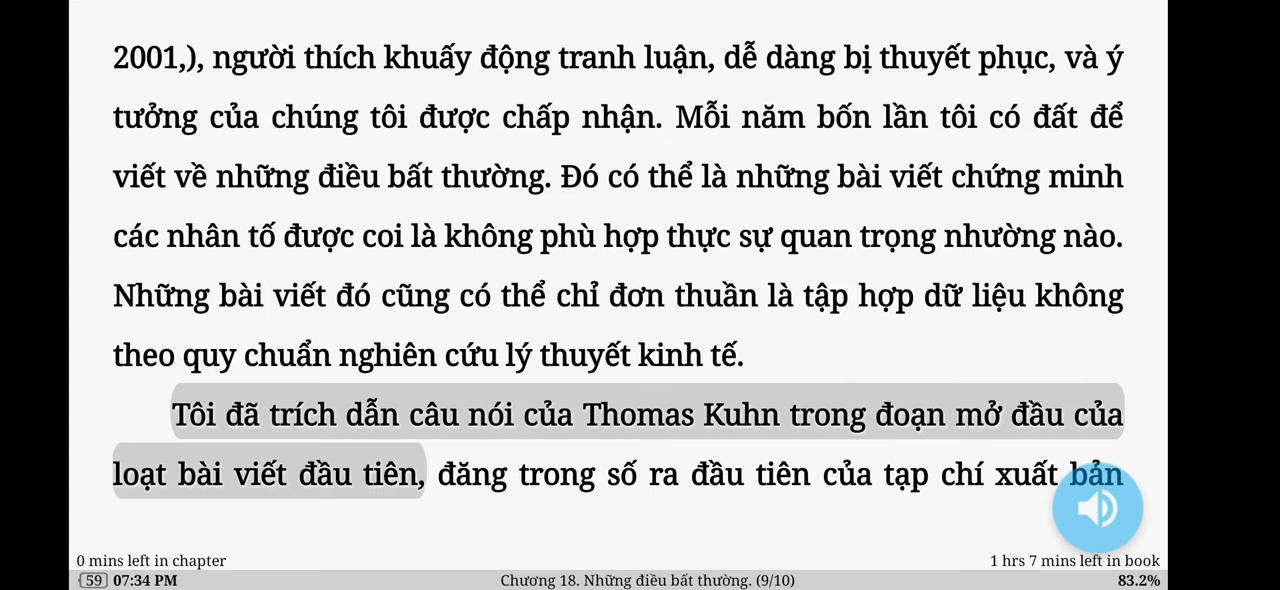 2001,), người thích khuấy động tranh luận, dễ dàng bị thuyết phục, và ý
tưởng của chúng tôi được chấp nhận. Mỗi năm bốn lần tôi có đất để
viết về những điều bất thường. Đó có thể là những bài viết chứng minh
các nhân tố được coi là không phù hợp thực sự quan trọng nhường nào.
Những bài viết đó cũng có thể chỉ đơn thuần là tập hợp dữ liệu không
theo quy chuẩn nghiên cứu lý thuyết kinh tế.
Tôi đã trích dẫn câu nói của Thomas Kuhn trong đoạn mở đầu của
loạt bài viết đầu tiên, đăng trong số ra đầu tiên của tạp chí xuất bản
0 mins left in chapter
1 hrs 7 mins left in book
59 07:34 PM
Chương 18. Những điều bất thường. (9/10)
83.2%